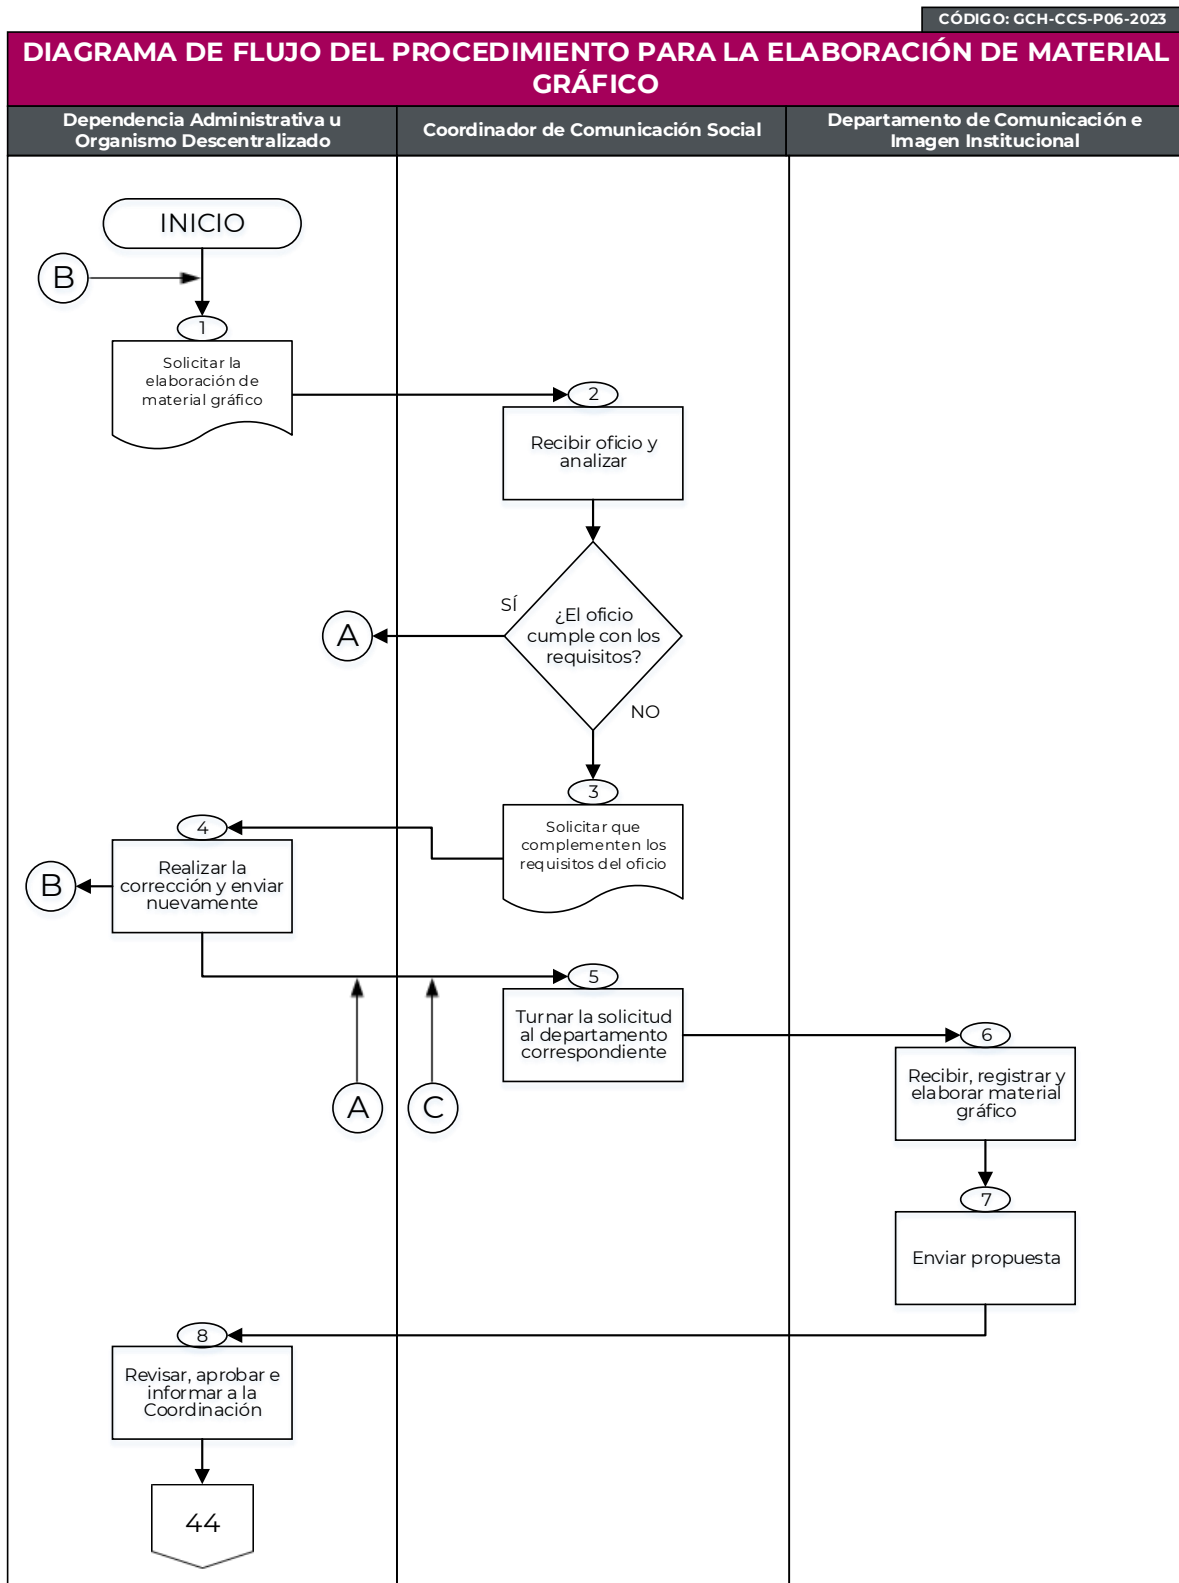 CÓDIGO: GCH-CCS-P06-2023
DIAGRAMA DE FLUJO DEL PROCEDIMIENTO PARA LA ELABORACIÓN DE MATERIAL
GRÁFICO
Dependencia Administrativa u
Organismo Descentralizado
Coordinador de Comunicación Social
Departamento de Comunicación e
Imagen Institucional
INICIO
B
1
Solicitar la
elaboración de
material gráfico
2
Recibir oficio y
analizar
SÍ
¿El oficio
cumple con los
requisitos?
A
NO
3
Solicitar que
complementen los
requisitos del oficio
4
Realizar la
corrección y enviar
nuevamente
B
5
Turnar la solicitud
al departamento
correspondiente
A
C
6
Recibir, registrar y
elaborar material
gráfico
7
Enviar propuesta
8
Revisar, aprobar e
informar a la
Coordinación
44